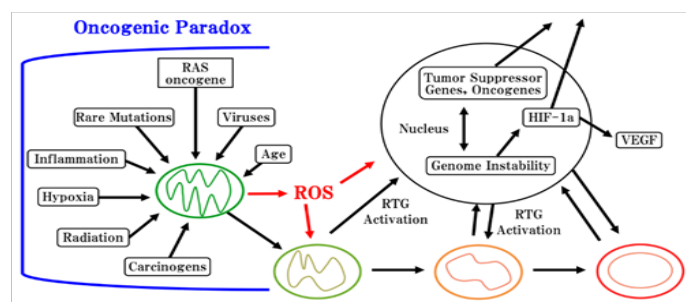 Oncogenic Paradox
RAS
oncogene
Rare Mutations
Viruses
Inflammation
Age
Hypoxia
ROS
Radiation
Carcinogens
Tumor Suppressor
Genes, Oncogenes
HIF-1a
Nucleus
VEGF
Genome Instability
RTG
Activation
RTG
Activation